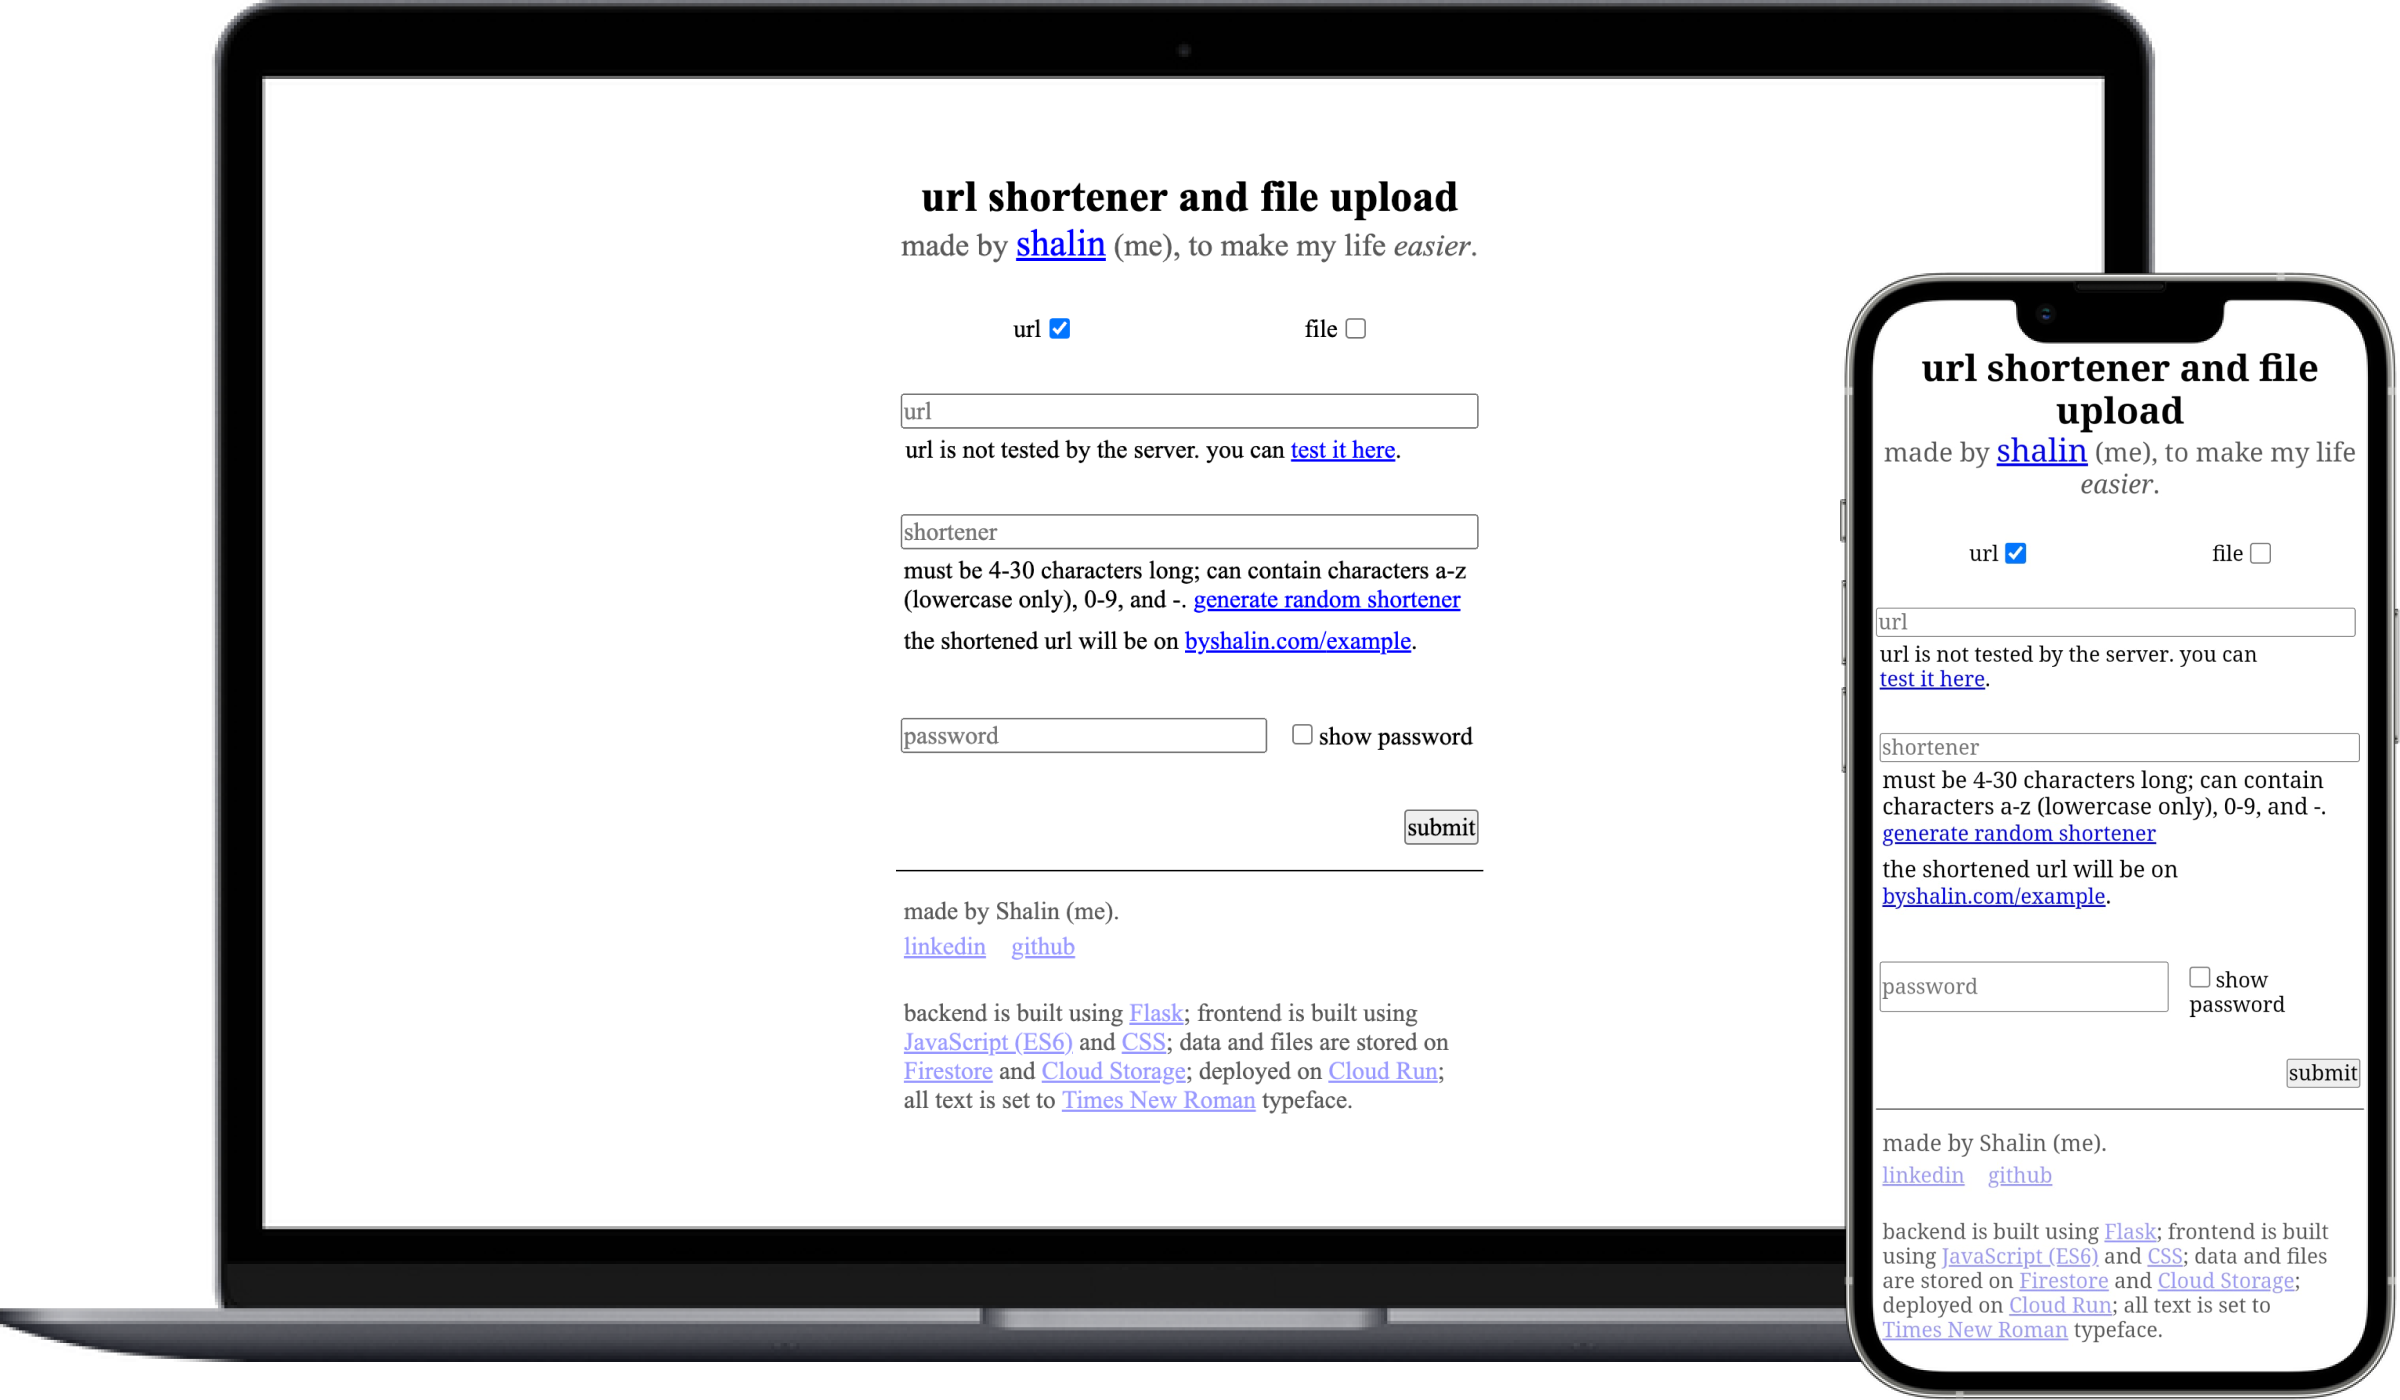 url shortener and file upload
made by shalin (me), to make my life easier.
url
file
url
url is not tested by the server. you can test it here.
shortener
must be 4-30 characters long; can contain characters a-z
(lowercase only), 0-9, and -. generate random shortener
the shortened url will be on byshalin.com/example.
password
show password
submit
made by Shalin (me).
linkedin github
backend is built using Flask; frontend is built using
JavaScript (ES6) and CSS; data and files are stored on
Firestore and Cloud Storage; deployed on Cloud Run;
all text is set to Times New Roman typeface.
url shortener and file
upload
made by shalin (me), to make my life
easier.
url
file
url
url is not tested by the server. you can
test it here.
shortener
must be 4-30 characters long; can contain
characters a-z (lowercase only), 0-9, and -.
generate random shortener
the shortened url will be on
byshalin.com/example.
password
show
password
submit
made by Shalin (me).
linkedin github
backend is built using Flask; frontend is built
using JavaScript (ES6) and CSS; data and files
are stored on Firestore and Cloud Storage;
deployed on Cloud Run; all text is set to
Times New Roman typeface.